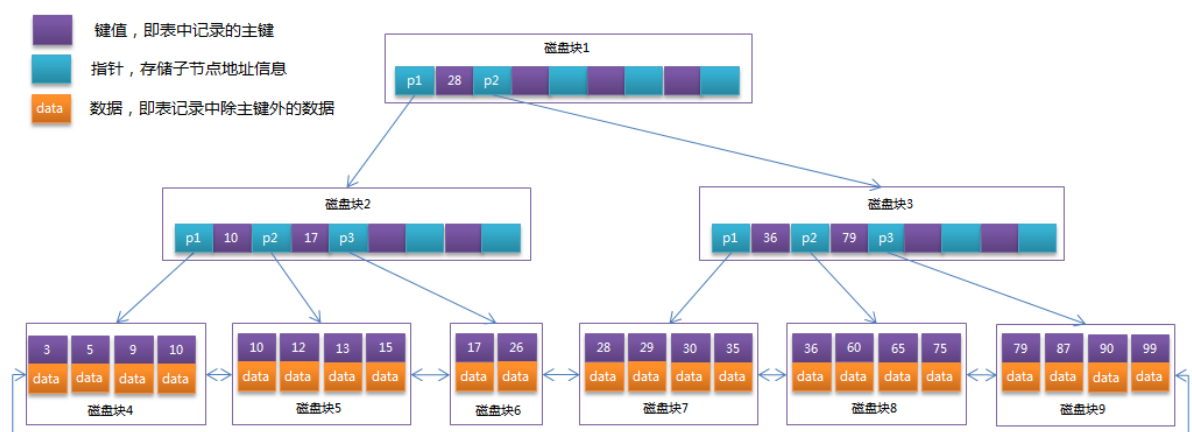 键值，即表中记录的主键
指针，存储子节点地址信息
data 数据，即表记录中除主键外的数据
磁盘块1
p1 28 p2
磁盘块2
p1 10 p2 17 p3
磁盘块3
p1 36 p2 79 p3
3 5 9 10
data data data data
磁盘块4
10 12 13 15
data data data data
磁盘块5
17 26
data data
磁盘块6
28 29 30 35
data data data data
磁盘块7
36 60 65 75
data data data data
磁盘块8
79 87 90 99
data data data data
磁盘块9